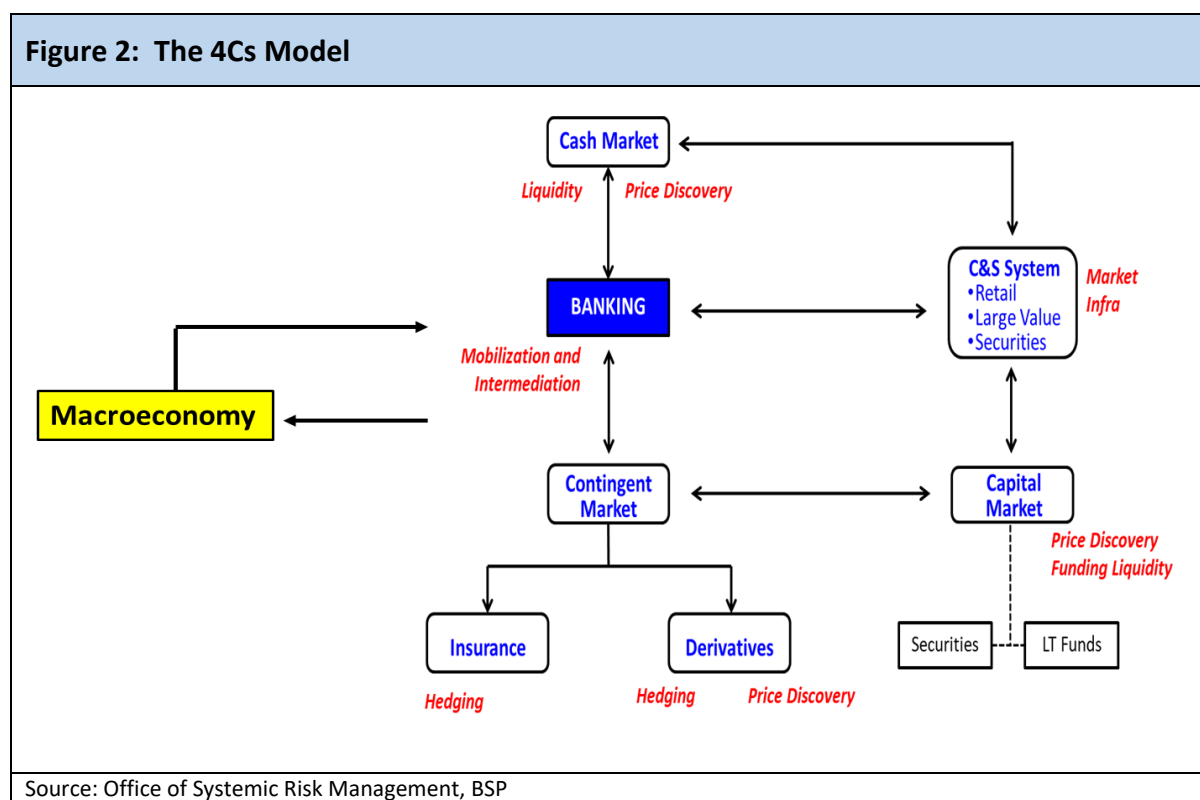 Figure 2:  The 4Cs Model
Cash Market
Liquidity
Price Discovery
C&S System
•Retail
•Large Value
•Securities
Market
Infra
BANKING
Mobilization and
Intermediation
Macroeconomy
Contingent
Market
Capital
Market
Price Discovery
Funding Liquidity
Insurance
Derivatives
Securities
LT Funds
Hedging
Hedging
Price Discovery
Source: Office of Systemic Risk Management, BSP